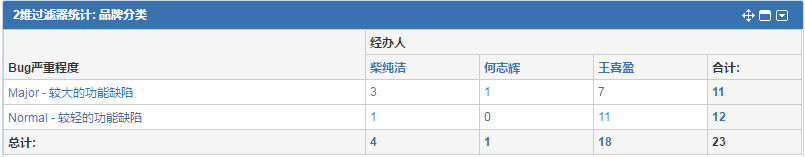 2维过滤器统计: 品牌分类
经办人
Bug严重程度 柴纯洁 何志辉 王喜盈 合计:
Major - 较大的功能缺陷 3 1 7 11
Normal - 较轻的功能缺陷 1 0 11 12
总计: 4 1 18 23